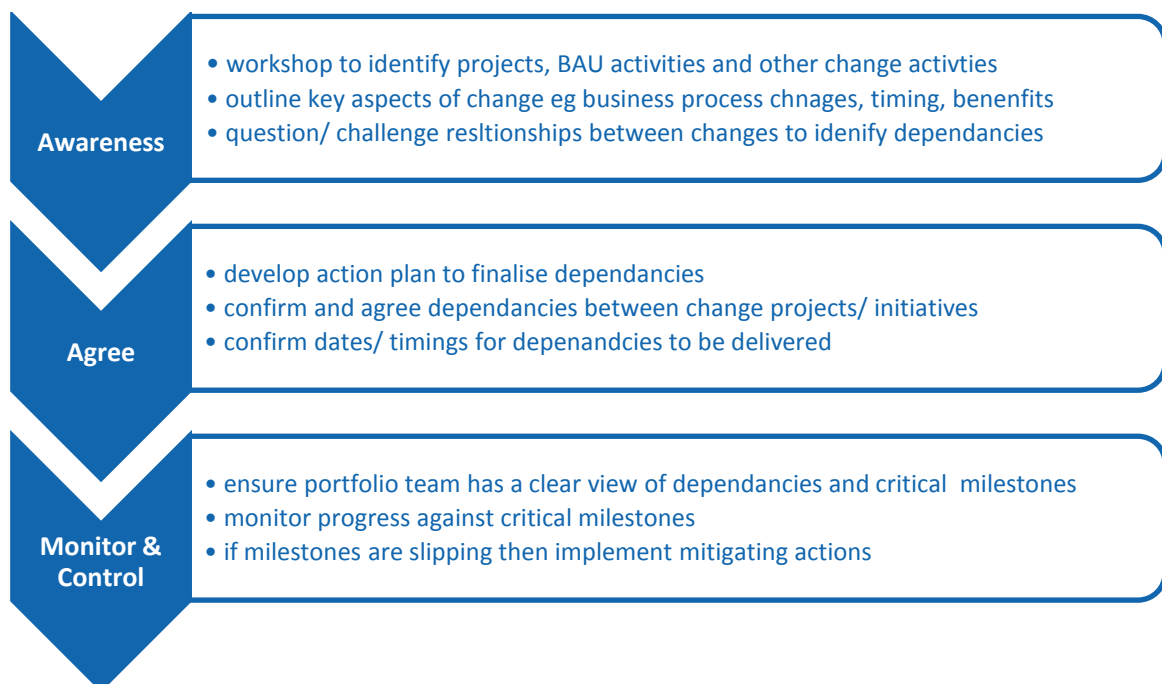 Awareness
• workshop to identify projects, BAU activities and other change activties
• outline key aspects of change eg business process chnages, timing, benenfits
• question/ challenge resltionships between changes to idenify dependancies
Agree
• develop action plan to finalise dependancies
• confirm and agree dependancies between change projects/ initiatives
• confirm dates/ timings for depenandcies to be delivered
Monitor &
Control
• ensure portfolio team has a clear view of dependancies and critical  milestones
• monitor progress against critical milestones
• if milestones are slipping then implement mitigating actions